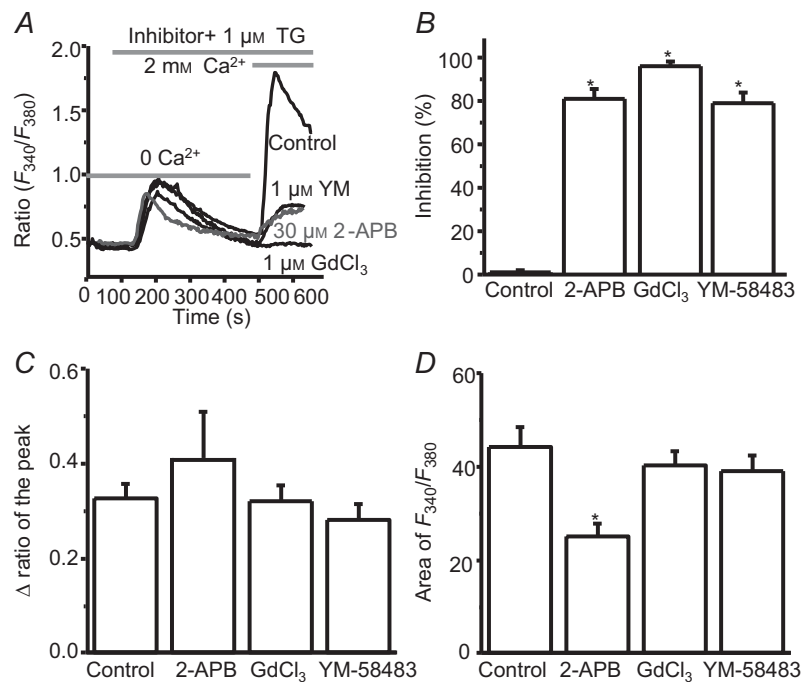 A
Inhibitor+ 1 µM TG
2 mM Ca²⁺
Control
0 Ca²⁺
1 µM YM
30 µM 2-APB
1 µM GdCl₃
Ratio (F₃₄₀/F₃₈₀)
2.0
1.5
1.0
0.5
0 100 200 300 400 500 600
Time (s)
B
Inhibition (%)
100
80
60
40
20
0
* * *
Control 2-APB GdCl₃ YM-58483
C
Δ ratio of the peak
0.6
0.4
0.2
0.0
Control 2-APB GdCl₃ YM-58483
D
Area of F₃₄₀/F₃₈₀
60
40
20
0
*
Control 2-APB GdCl₃ YM-58483